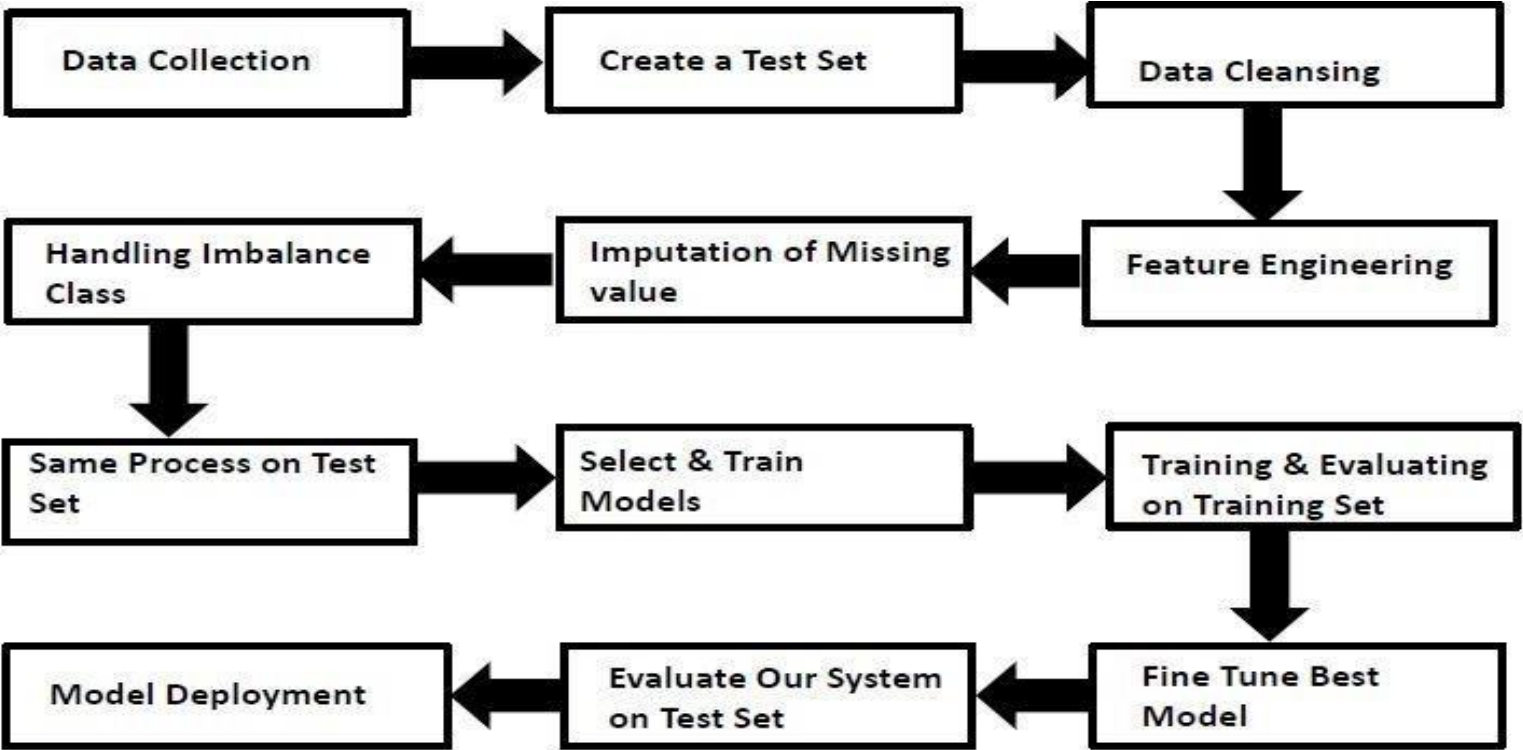 Data Collection
Create a Test Set
Data Cleansing
Feature Engineering
Imputation of Missing
value
Handling Imbalance
Class
Same Process on Test
Set
Select & Train
Models
Training & Evaluating
on Training Set
Fine Tune Best
Model
Evaluate Our System
on Test Set
Model Deployment